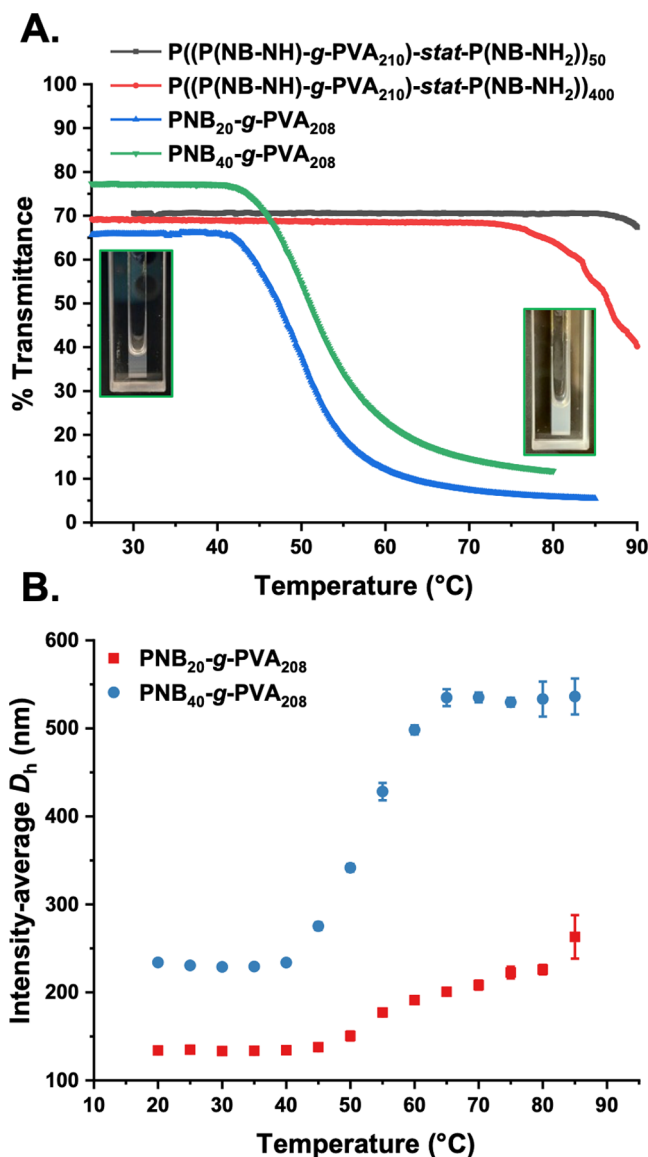 A.
P((P(NB-NH)-g-PVA₂₁₀)-stat-P(NB-NH₂))₅₀
P((P(NB-NH)-g-PVA₂₁₀)-stat-P(NB-NH₂))₄₀₀
PNB₂₀-g-PVA₂₀₈
PNB₄₀-g-PVA₂₀₈
% Transmittance
100
90
80
70
60
50
40
30
20
10
0
30 40 50 60 70 80 90
Temperature (°C)
B.
PNB₂₀-g-PVA₂₀₈
PNB₄₀-g-PVA₂₀₈
Intensity-average Dₕ (nm)
600
500
400
300
200
100
10 20 30 40 50 60 70 80 90
Temperature (°C)